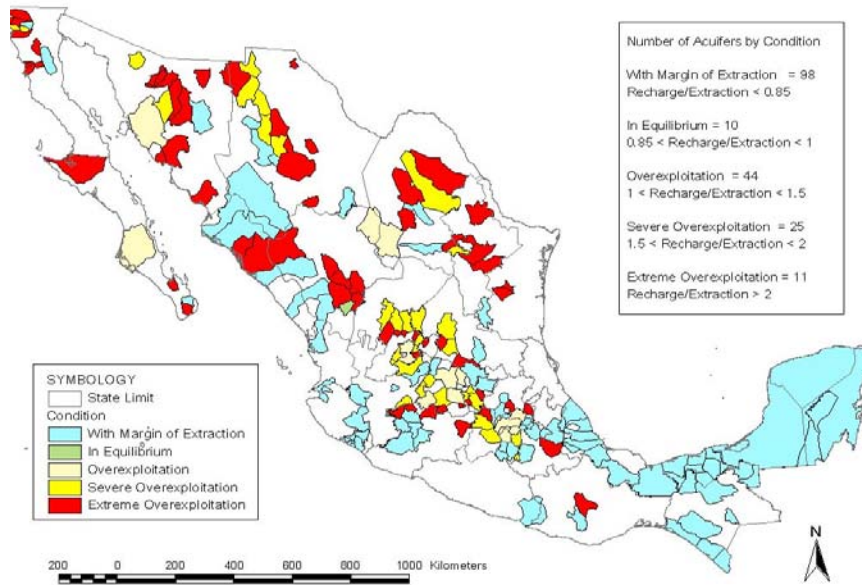 Number of Acuifers by Condition
With Margin of Extraction = 98
Recharge/Extraction < 0.85
In Equilibrium = 10
0.85 < Recharge/Extraction < 1
Overexploitation = 44
1 < Recharge/Extraction < 1.5
Severe Overexploitation = 25
1.5 < Recharge/Extraction < 2
Extreme Overexploitation = 11
Recharge/Extraction > 2
SYMBOLOGY
State Limit
Condition
With Margin of Extraction
In Equilibrium
Overexploitation
Severe Overexploitation
Extreme Overexploitation
N
200 0 200 400 600 800 1000 Kilometers